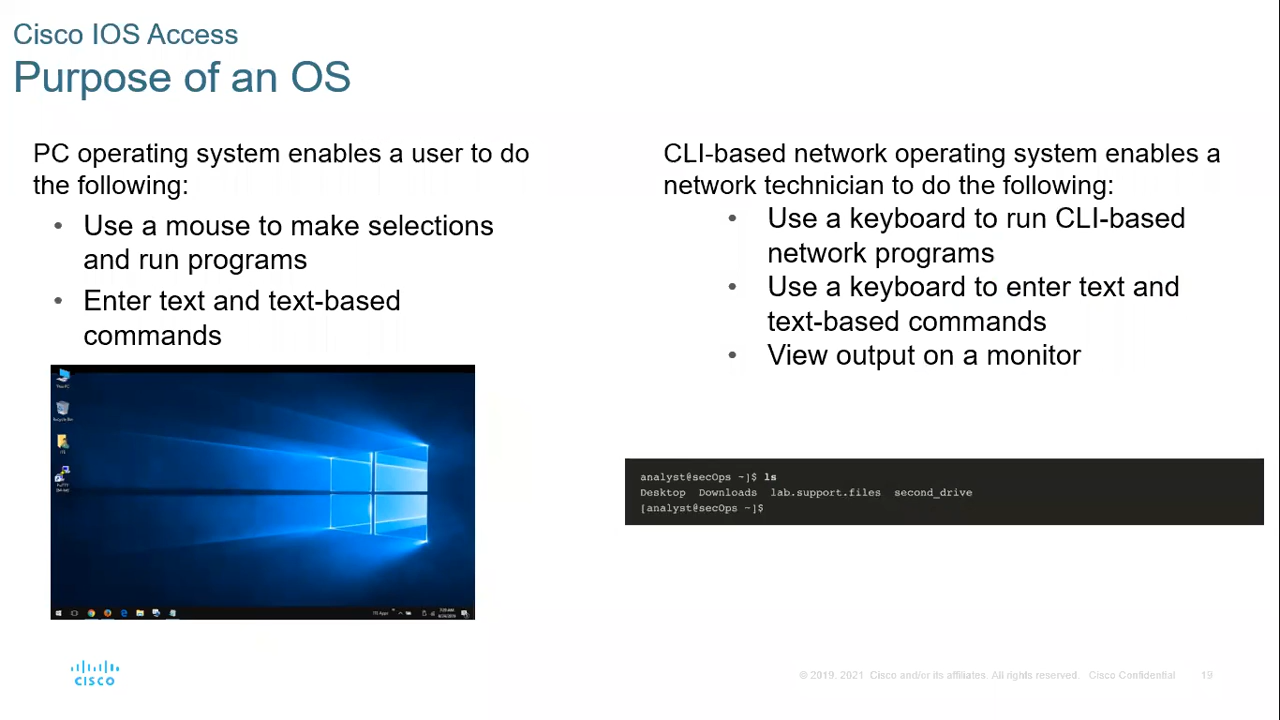 Cisco IOS Access
Purpose of an OS
PC operating system enables a user to do
the following:
• Use a mouse to make selections
and run programs
• Enter text and text-based
commands
CLI-based network operating system enables a
network technician to do the following:
• Use a keyboard to run CLI-based
network programs
• Use a keyboard to enter text and
text-based commands
• View output on a monitor
This PC
Recycle Bin
analyst@secOps ~]$ ls
Desktop Downloads lab.support.files second_drive
[analyst@secOps ~]$
CISCO
© 2019, 2021 Cisco and/or its affiliates. All rights reserved. Cisco Confidential
19